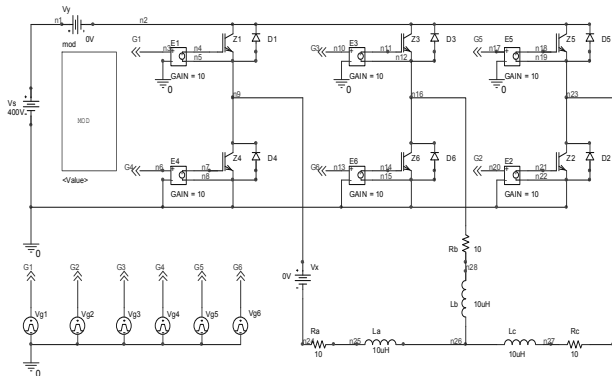 Vy
n1
n2
0V
mod
MOD
<Value>
Vs
400V
0
G1
E1
n3
n4
n5
GAIN = 10
0
Z1
D1
n9
G4
E4
n6
n7
n8
GAIN = 10
Z4
D4
G3
E3
n10
n11
n12
GAIN = 10
0
Z3
D3
n16
G6
E6
n13
n14
n15
GAIN = 10
Z6
D6
G5
E5
n17
n18
n19
GAIN = 10
0
Z5
D5
n23
G2
E2
n20
n21
n22
GAIN = 10
Z2
D2
G1
G2
G3
G4
G5
G6
Vg1
Vg2
Vg3
Vg4
Vg5
Vg6
0
0V
Vx
Rb
10
n28
Lb
10uH
Ra
n24
10
n25
La
10uH
n26
Lc
10uH
n27
Rc
10